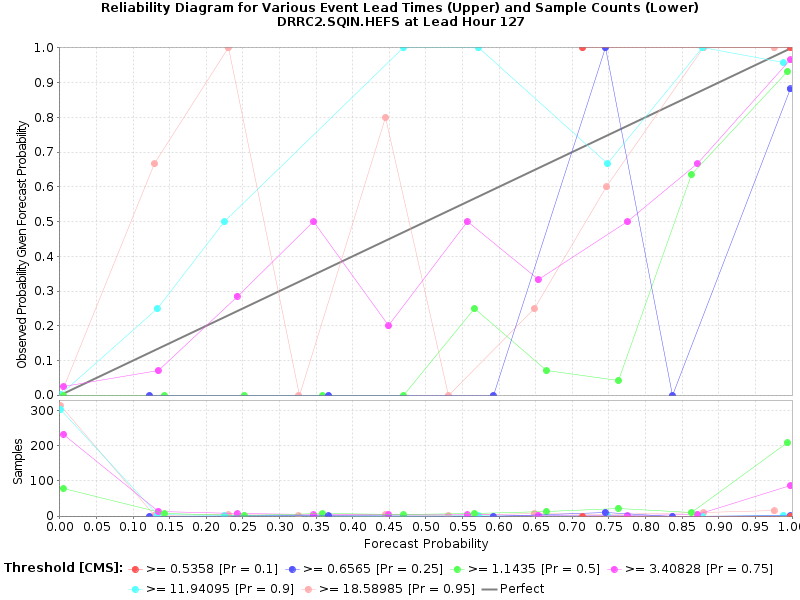 Reliability Diagram for Various Event Lead Times (Upper) and Sample Counts (Lower)
DRRC2.SQIN.HEFS at Lead Hour 127
Observed Probability Given Forecast Probability
1.0
0.9
0.8
0.7
0.6
0.5
0.4
0.3
0.2
0.1
0.0
Samples
300
200
100
0
0.00 0.05 0.10 0.15 0.20 0.25 0.30 0.35 0.40 0.45 0.50 0.55 0.60 0.65 0.70 0.75 0.80 0.85 0.90 0.95 1.0
Forecast Probability
Threshold [CMS]: >= 0.5358 [Pr = 0.1] >= 0.6565 [Pr = 0.25] >= 1.1435 [Pr = 0.5] >= 3.40828 [Pr = 0.75]
>= 11.94095 [Pr = 0.9] >= 18.58985 [Pr = 0.95] Perfect